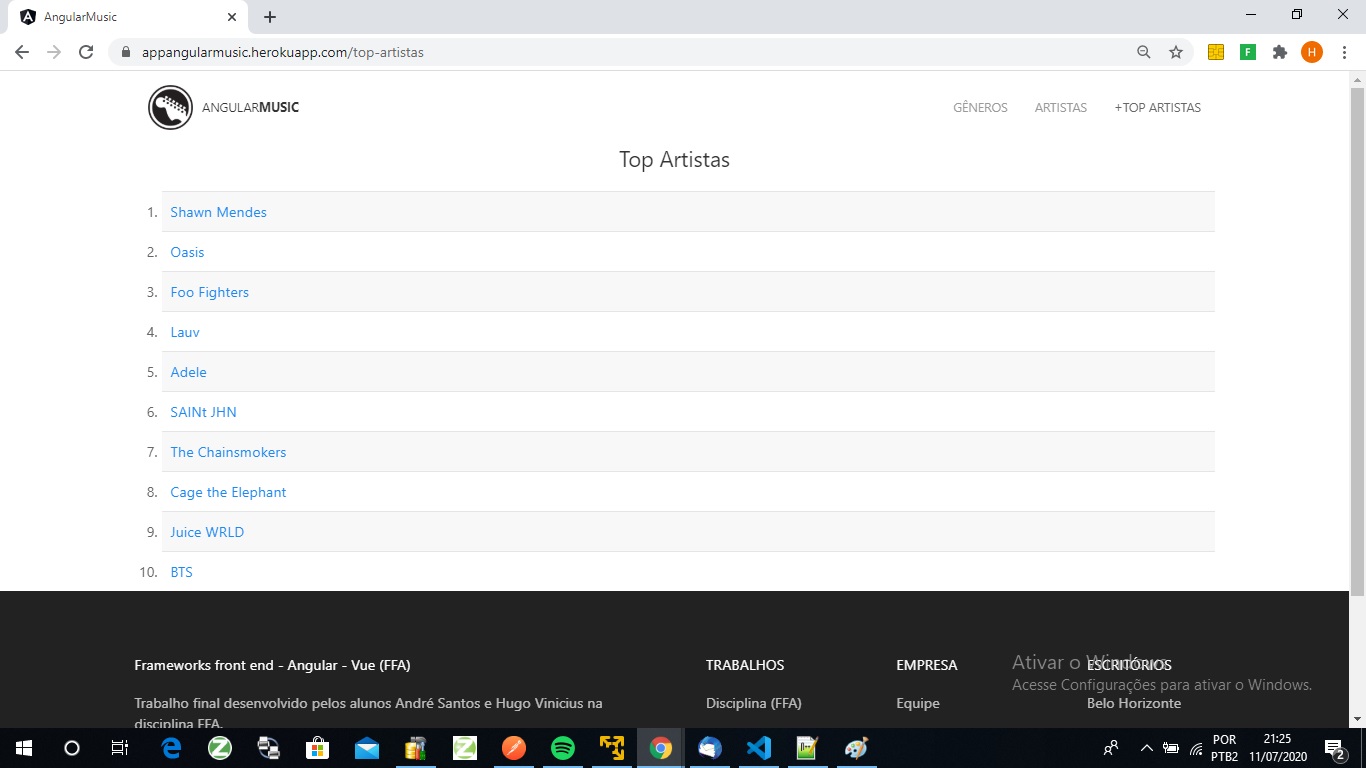 AngularMusic
appangularmusic.herokuapp.com/top-artistas
F
H
ANGULARMUSIC
GÊNEROS
ARTISTAS
+TOP ARTISTAS
Top Artistas
1. Shawn Mendes
2. Oasis
3. Foo Fighters
4. Lauv
5. Adele
6. SAINt JHN
7. The Chainsmokers
8. Cage the Elephant
9. Juice WRLD
10. BTS
Frameworks front end - Angular - Vue (FFA)
Trabalho final desenvolvido pelos alunos André Santos e Hugo Vinicius na
disciplina FFA.
TRABALHOS
Disciplina (FFA)
EMPRESA
Equipe
ESCRITÓRIOS
Belo Horizonte
Ativar o Windows
Acesse Configurações para ativar o Windows.
POR
PTB2
21:25
11/07/2020
2